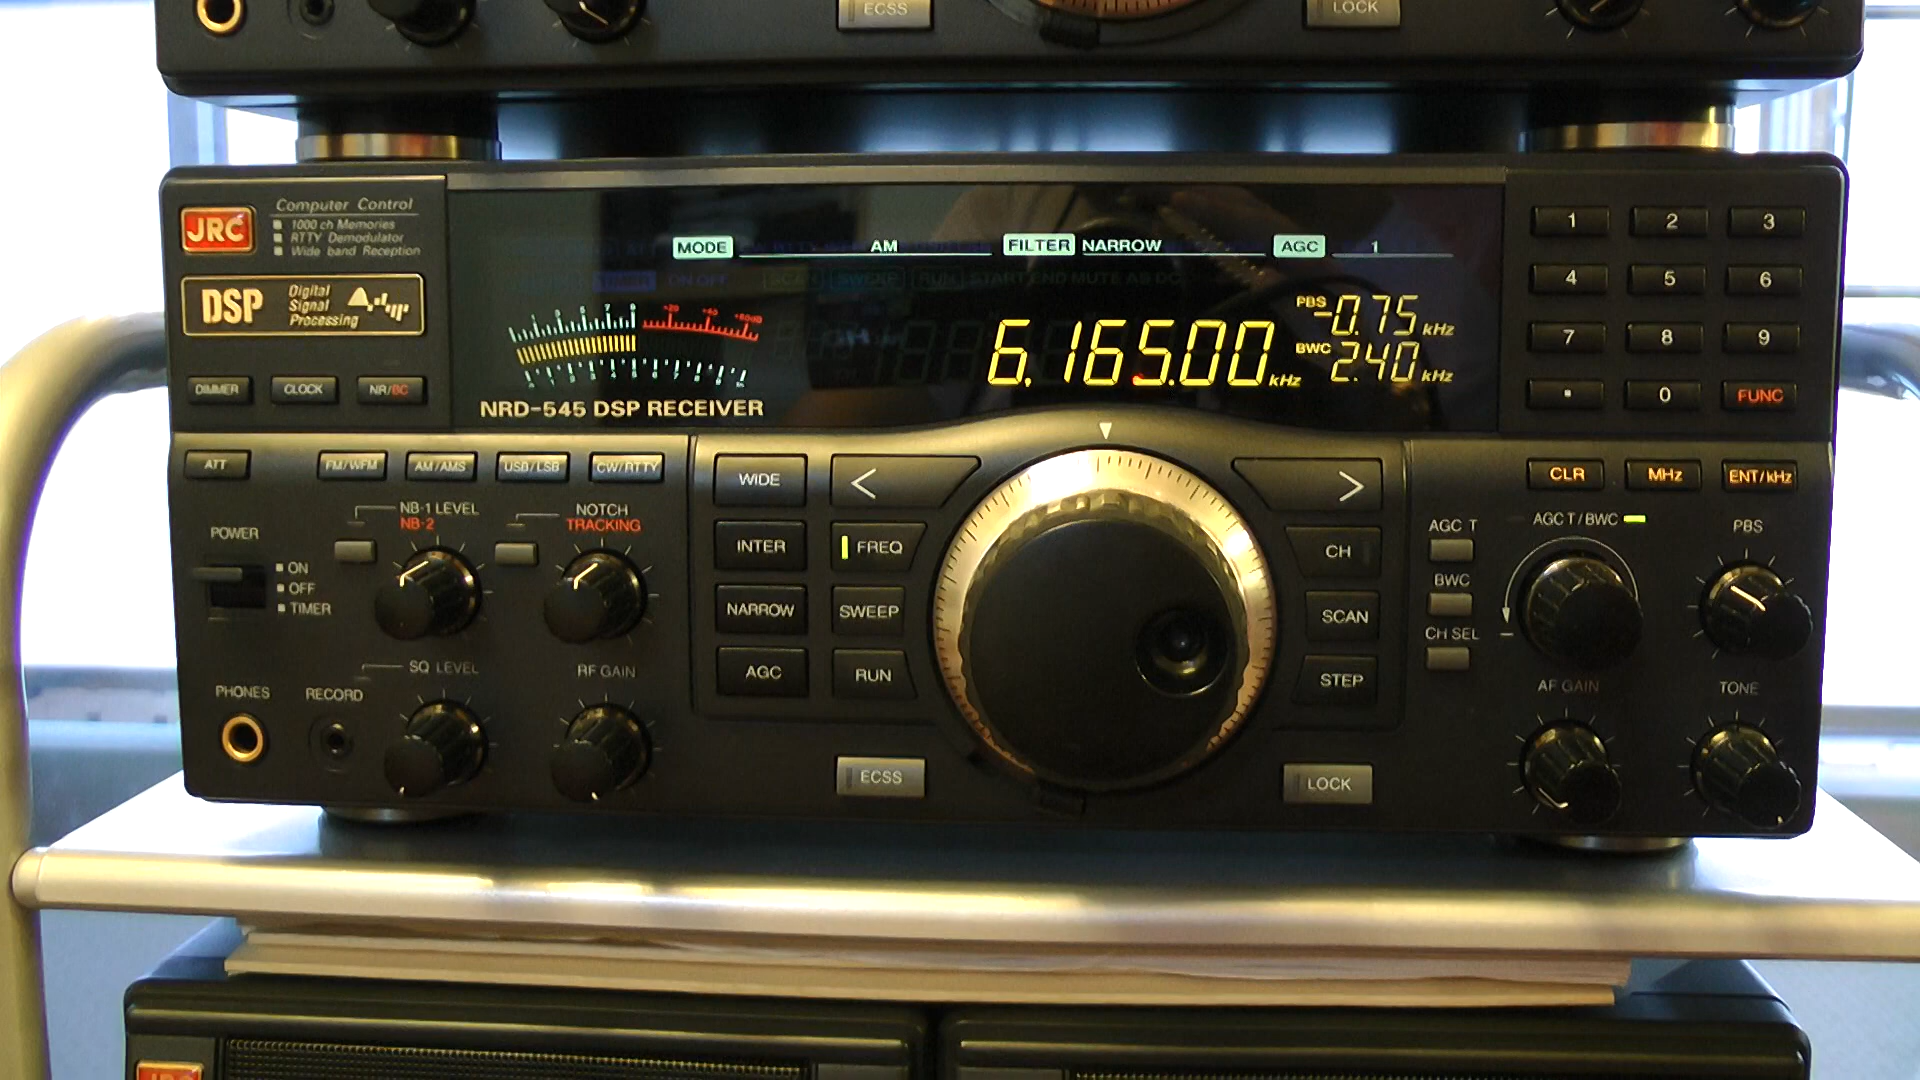 ECSS
LOCK
JRC
Computer Control
1000 ch Memories
RTTY Demodulator
Wide band Reception
DSP
Digital
Signal
Processing
DIMMER
CLOCK
NR/BC
MODE AM FILTER NARROW AGC 1
PBS -0.75 kHz
6,165.00 kHz
BWC 2.40 kHz
NRD-545 DSP RECEIVER
1 2 3
4 5 6
7 8 9
. 0 FUNC
CLR MHz ENT/kHz
ATT
FM/WFM
AM/AMS
USB/LSB
CW/RTTY
POWER
ON
OFF
TIMER
NB-1 LEVEL
NB-2
NOTCH
TRACKING
SQ LEVEL
RF GAIN
PHONES
RECORD
WIDE
INTER
NARROW
AGC
<
FREQ
SWEEP
RUN
>
CH
SCAN
STEP
ECSS
LOCK
AGC T
BWC
CH SEL
AGC T/BWC
PBS
AF GAIN
TONE
JRC